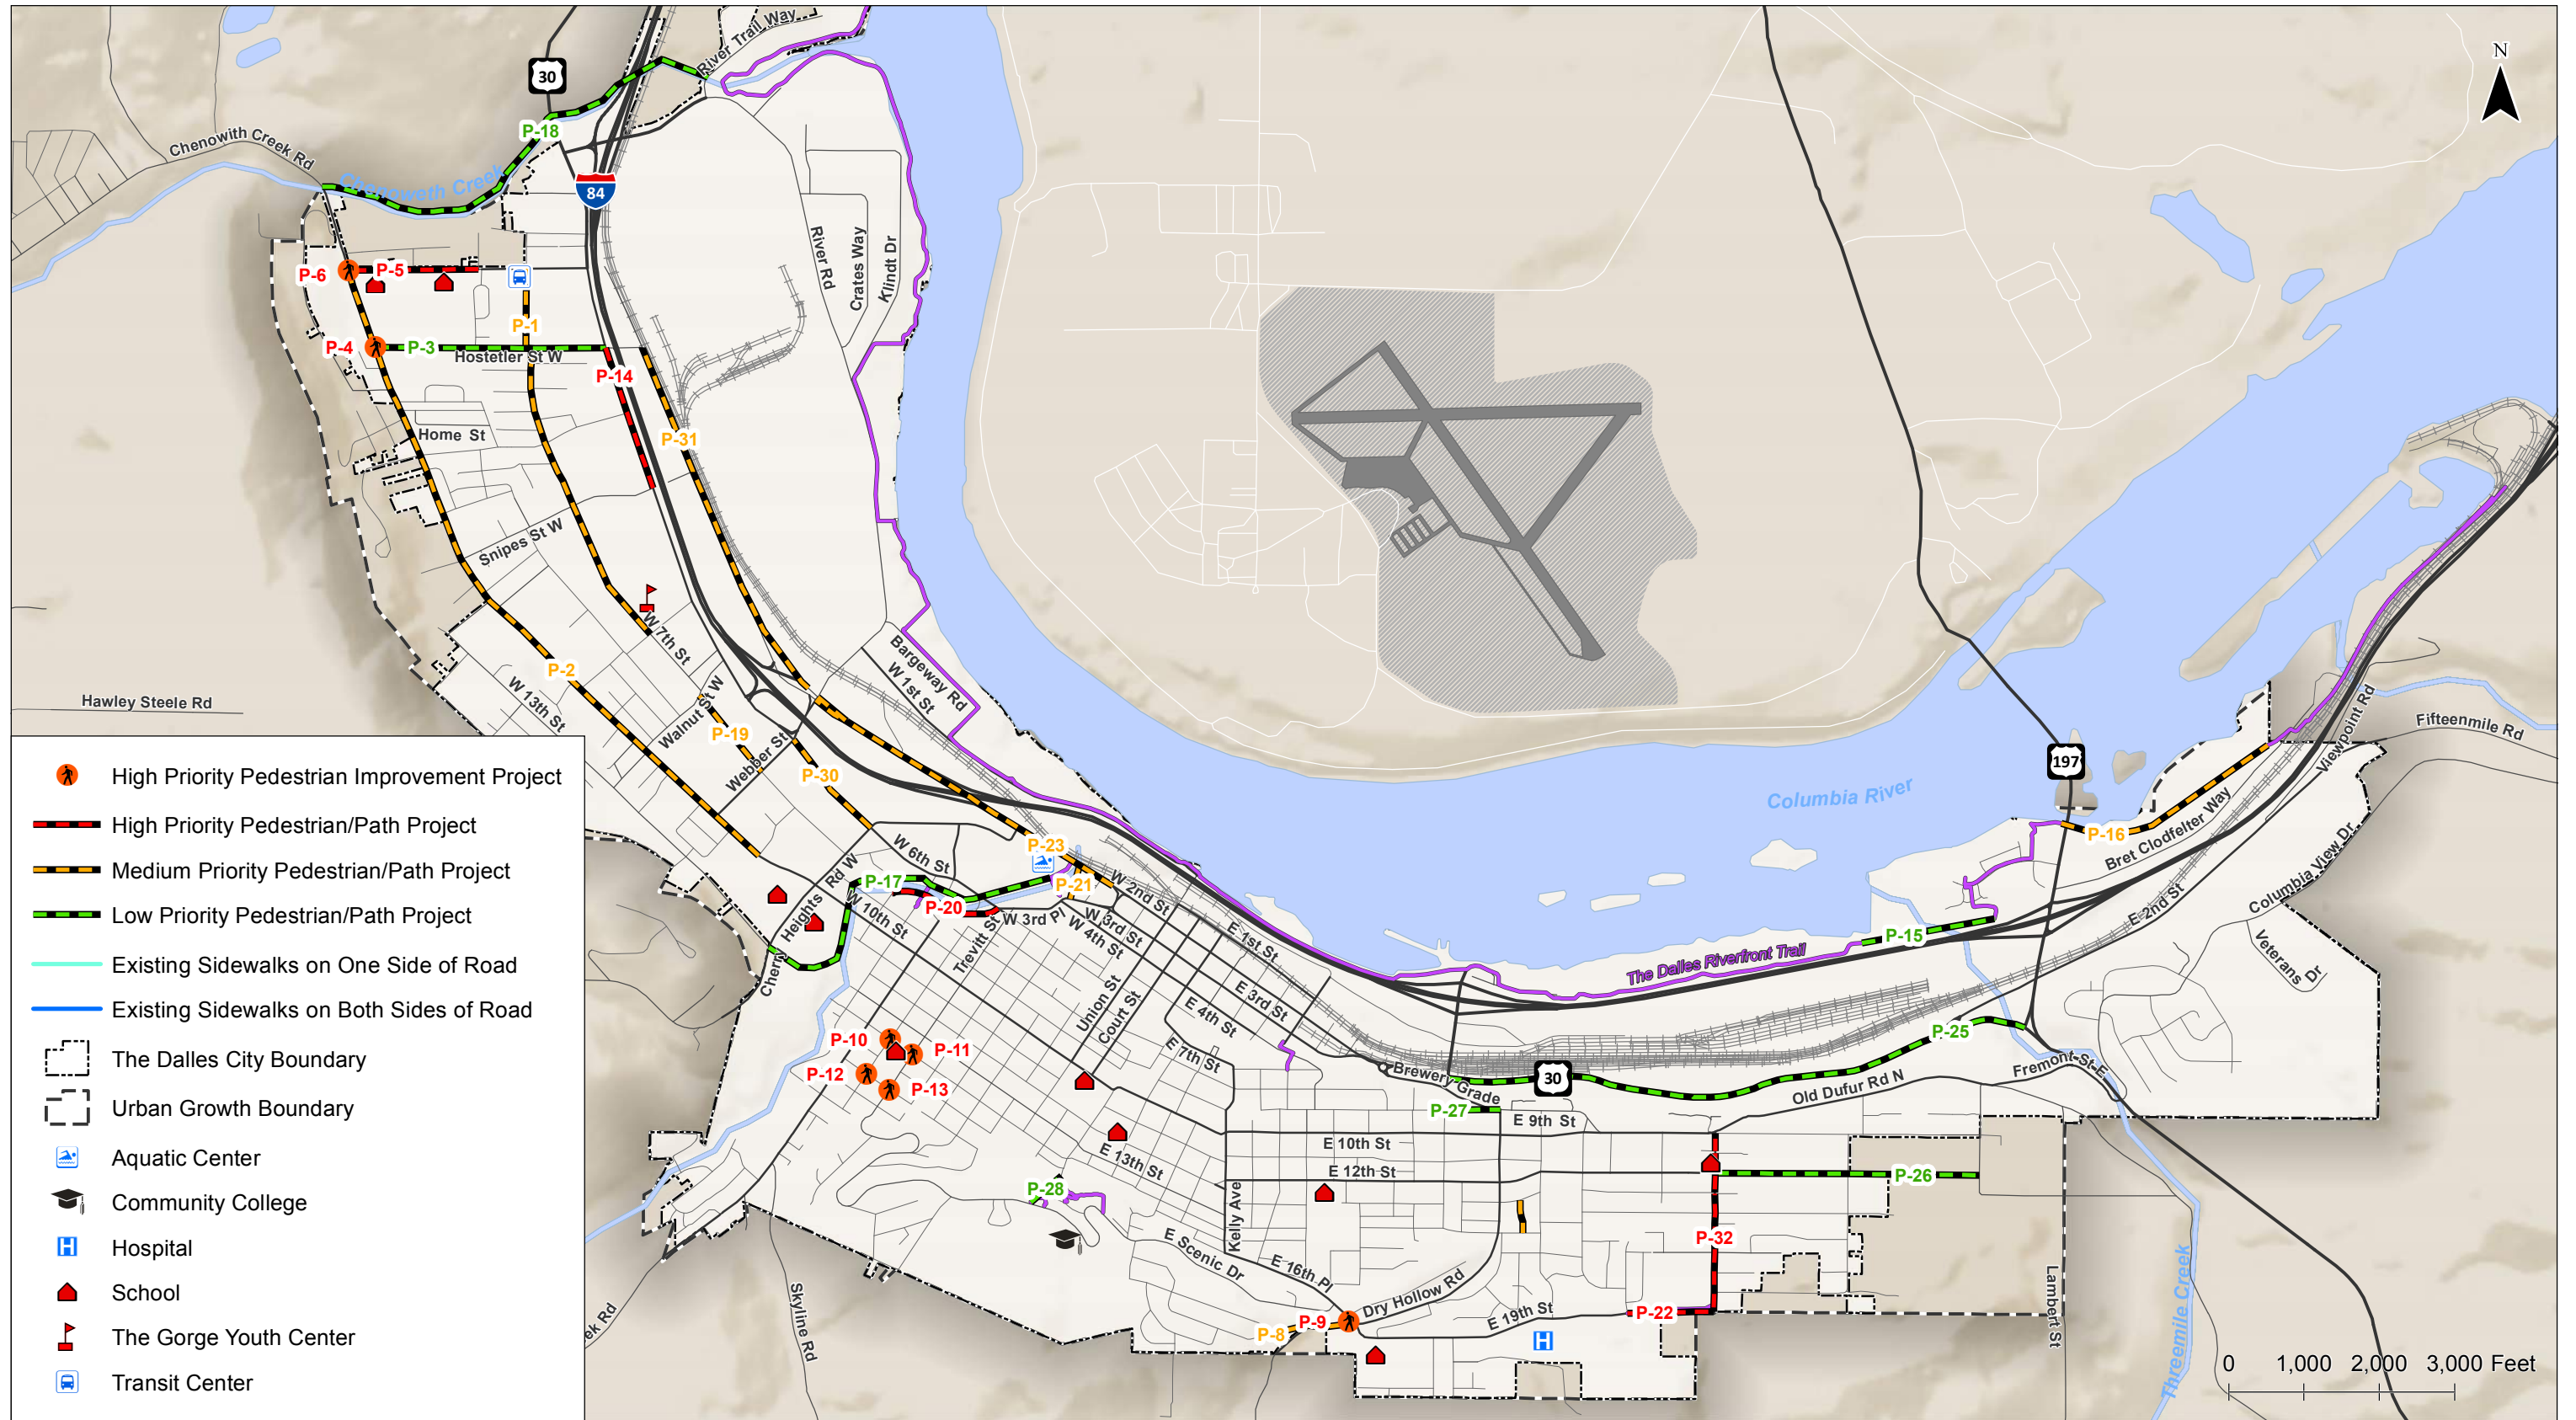 N
River Trail Way
30
P-18
Chenowith Creek Rd
Chenoweth Creek
84
River Rd
Crates Way
Klindt Dr
P-6
P-5
P-1
P-4
P-3
Hostetler St W
P-14
P-31
Home St
Snipes St W
W 7th St
Bargeway Rd
W 1st St
P-2
W 13th St
Walnut St W
P-19
Webber St
P-30
Hawley Steele Rd
Viewpoint Rd
Fifteenmile Rd
197
Columbia River
P-16
Bret Clodfelter Way
Columbia View Dr
P-23
W 6th St
P-17
P-21
W 2nd St
P-20
Heights Rd W
Cherry
W 10th St
Trevitt St
W 3rd Pl
W 3rd St
W 4th St
E 1st St
E 2nd St
P-15
The Dalles Riverfront Trail
Veterans Dr
Union St
Court St
E 3rd St
E 4th St
E 7th St
P-10
P-11
P-12
P-13
Brewery Grade
30
P-25
Fremont St E
Old Dufur Rd N
P-27
E 9th St
E 10th St
E 12th St
E 13th St
P-26
P-28
Kelly Ave
P-32
E Scenic Dr
E 16th Pl
Dry Hollow Rd
E 19th St
P-22
P-9
P-8
Skyline Rd
ek Rd
Lambert St
Threemile Creek
High Priority Pedestrian Improvement Project
High Priority Pedestrian/Path Project
Medium Priority Pedestrian/Path Project
Low Priority Pedestrian/Path Project
Existing Sidewalks on One Side of Road
Existing Sidewalks on Both Sides of Road
The Dalles City Boundary
Urban Growth Boundary
Aquatic Center
Community College
H
Hospital
School
The Gorge Youth Center
Transit Center
H
0 1,000 2,000 3,000 Feet